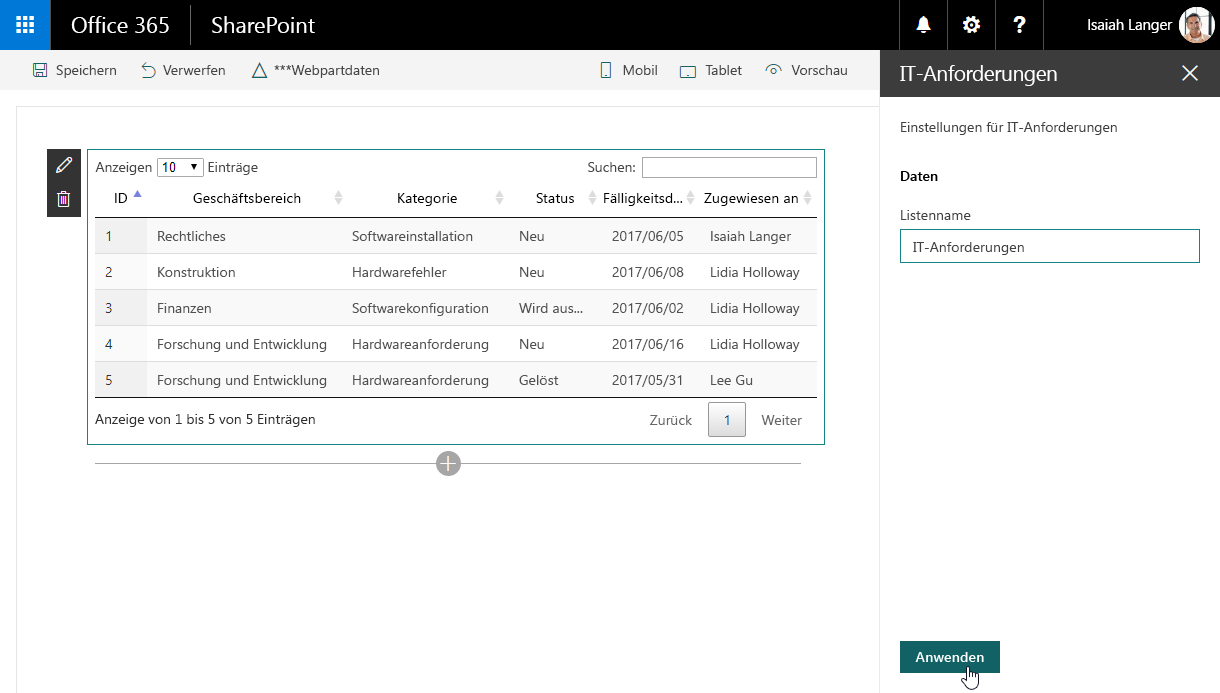 Office 365 SharePoint ? Isaiah Langer
Speichern Verwerfen ***Webpartdaten Mobil Tablet Vorschau
IT-Anforderungen
Einstellungen für IT-Anforderungen
Daten
Listenname
IT-Anforderungen
Anwenden
Anzeigen 10 Einträge Suchen:
ID Geschäftsbereich Kategorie Status Fälligkeitsd... Zugewiesen an
1 Rechtliches Softwareinstallation Neu 2017/06/05 Isaiah Langer
2 Konstruktion Hardwarefehler Neu 2017/06/08 Lidia Holloway
3 Finanzen Softwarekonfiguration Wird aus... 2017/06/02 Lidia Holloway
4 Forschung und Entwicklung Hardwareanforderung Neu 2017/06/16 Lidia Holloway
5 Forschung und Entwicklung Hardwareanforderung Gelöst 2017/05/31 Lee Gu
Anzeige von 1 bis 5 von 5 Einträgen Zurück 1 Weiter